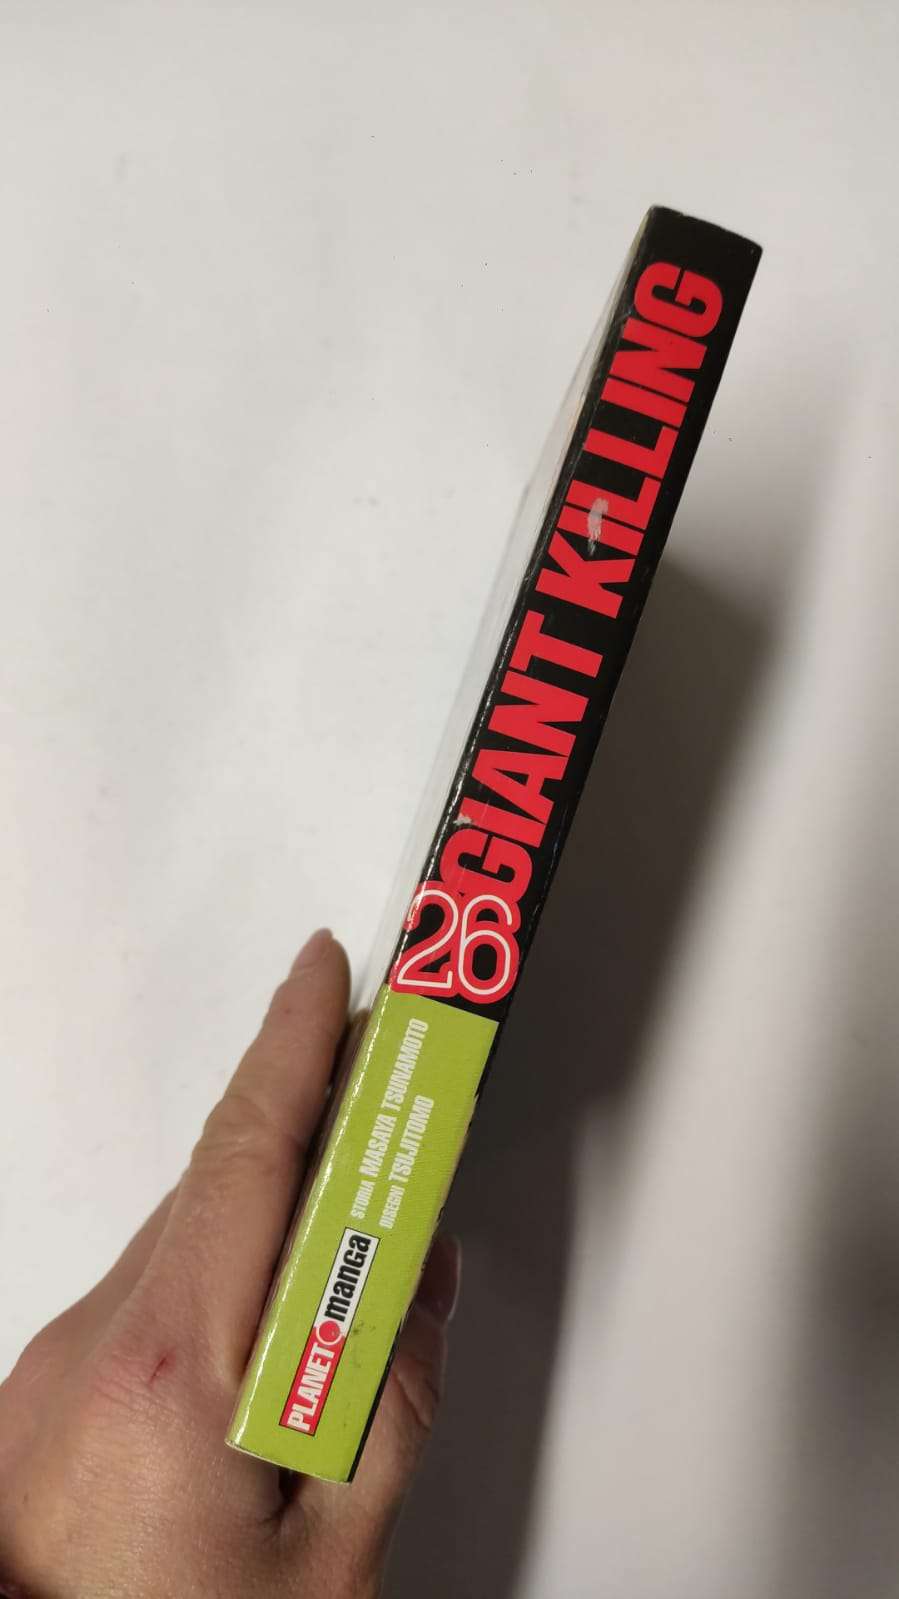 GIANT KILLING
26
STORIA MASAYA TSUNAMOTO
DISEGNI TSUJITOMO
PLANET manga